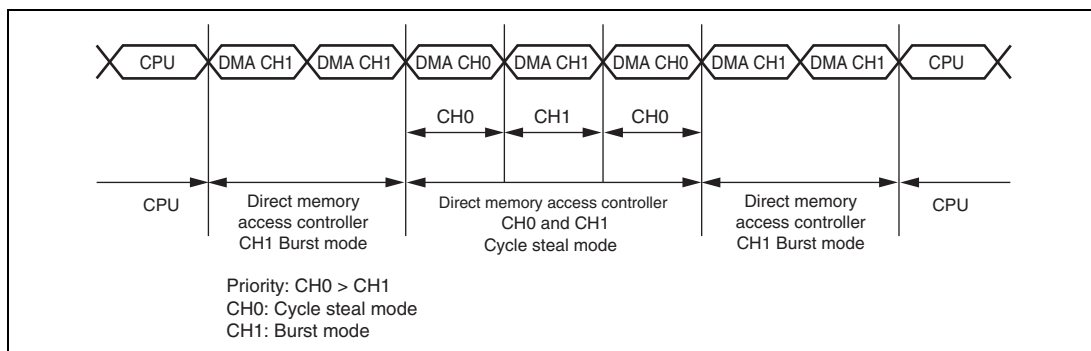 CPU DMA CH1 DMA CH1 DMA CH0 DMA CH1 DMA CH0 DMA CH1 DMA CH1 CPU
CH0 CH1 CH0
CPU
Direct memory
access controller
CH1 Burst mode
Direct memory access controller
CH0 and CH1
Cycle steal mode
Direct memory
access controller
CH1 Burst mode
CPU
Priority: CH0 > CH1
CH0: Cycle steal mode
CH1: Burst mode